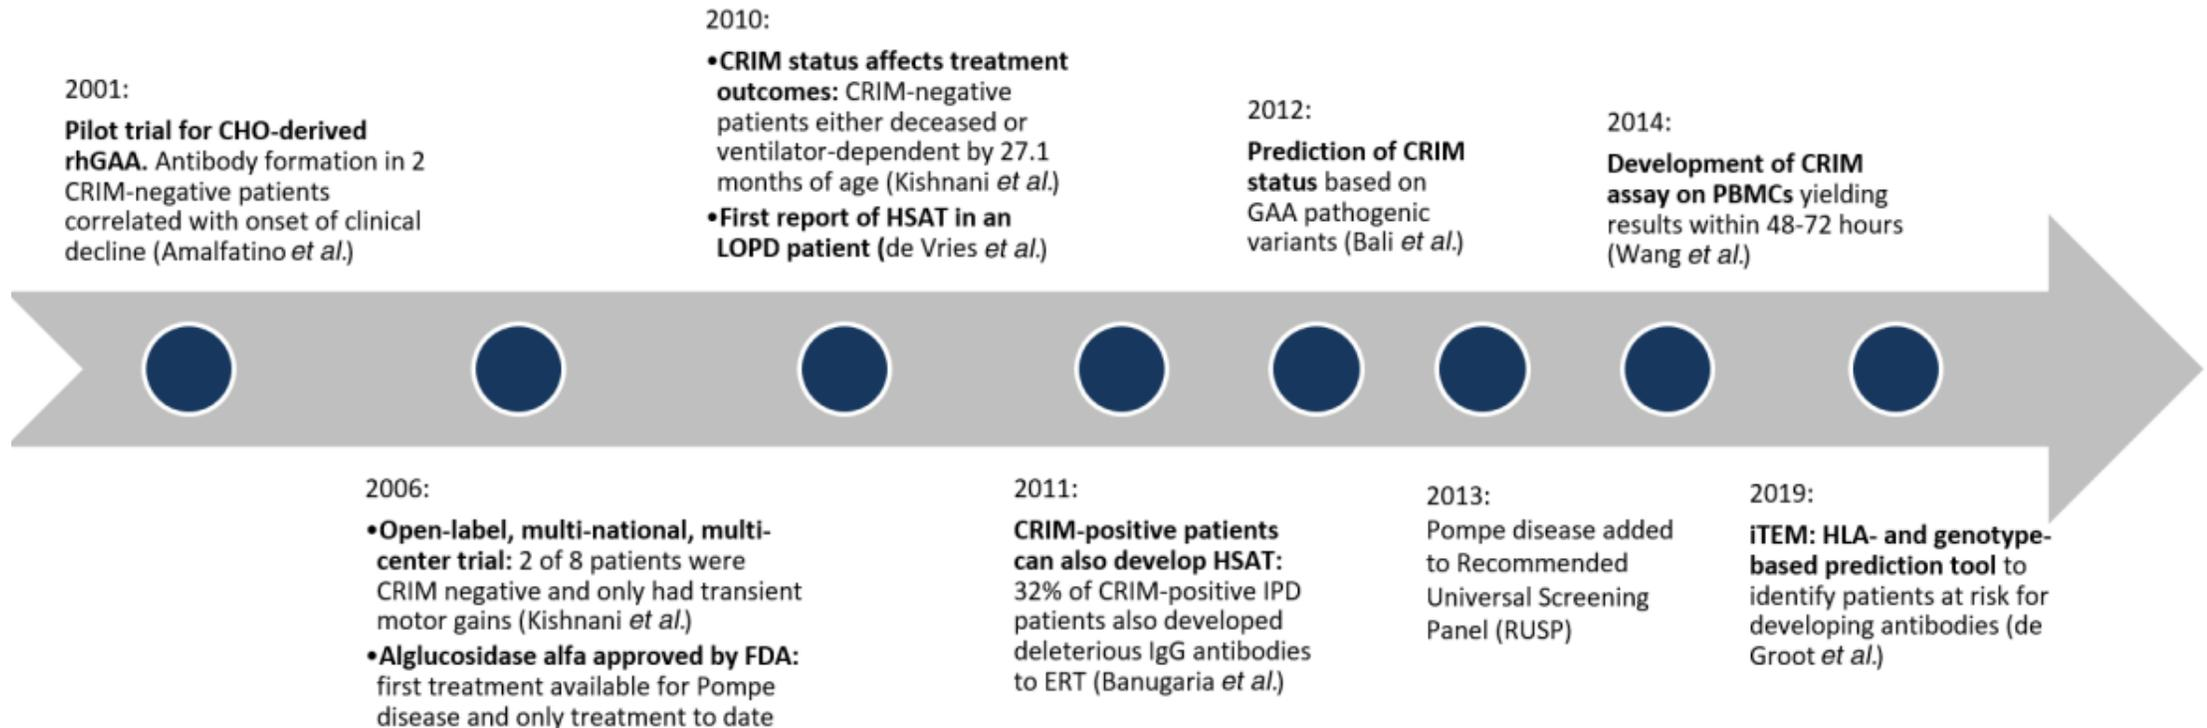 2001:
Pilot trial for CHO-derived
rhGAA. Antibody formation in 2
CRIM-negative patients
correlated with onset of clinical
decline (Amalfatino et al.)
2006:
•Open-label, multi-national, multi-
center trial: 2 of 8 patients were
CRIM negative and only had transient
motor gains (Kishnani et al.)
•Alglucosidase alfa approved by FDA:
first treatment available for Pompe
disease and only treatment to date
2010:
•CRIM status affects treatment
outcomes: CRIM-negative
patients either deceased or
ventilator-dependent by 27.1
months of age (Kishnani et al.)
•First report of HSAT in an
LOPD patient (de Vries et al.)
2011:
CRIM-positive patients
can also develop HSAT:
32% of CRIM-positive IPD
patients also developed
deleterious IgG antibodies
to ERT (Banugaria et al.)
2012:
Prediction of CRIM
status based on
GAA pathogenic
variants (Bali et al.)
2013:
Pompe disease added
to Recommended
Universal Screening
Panel (RUSP)
2014:
Development of CRIM
assay on PBMCs yielding
results within 48-72 hours
(Wang et al.)
2019:
iTEM: HLA- and genotype-
based prediction tool to
identify patients at risk for
developing antibodies (de
Groot et al.)